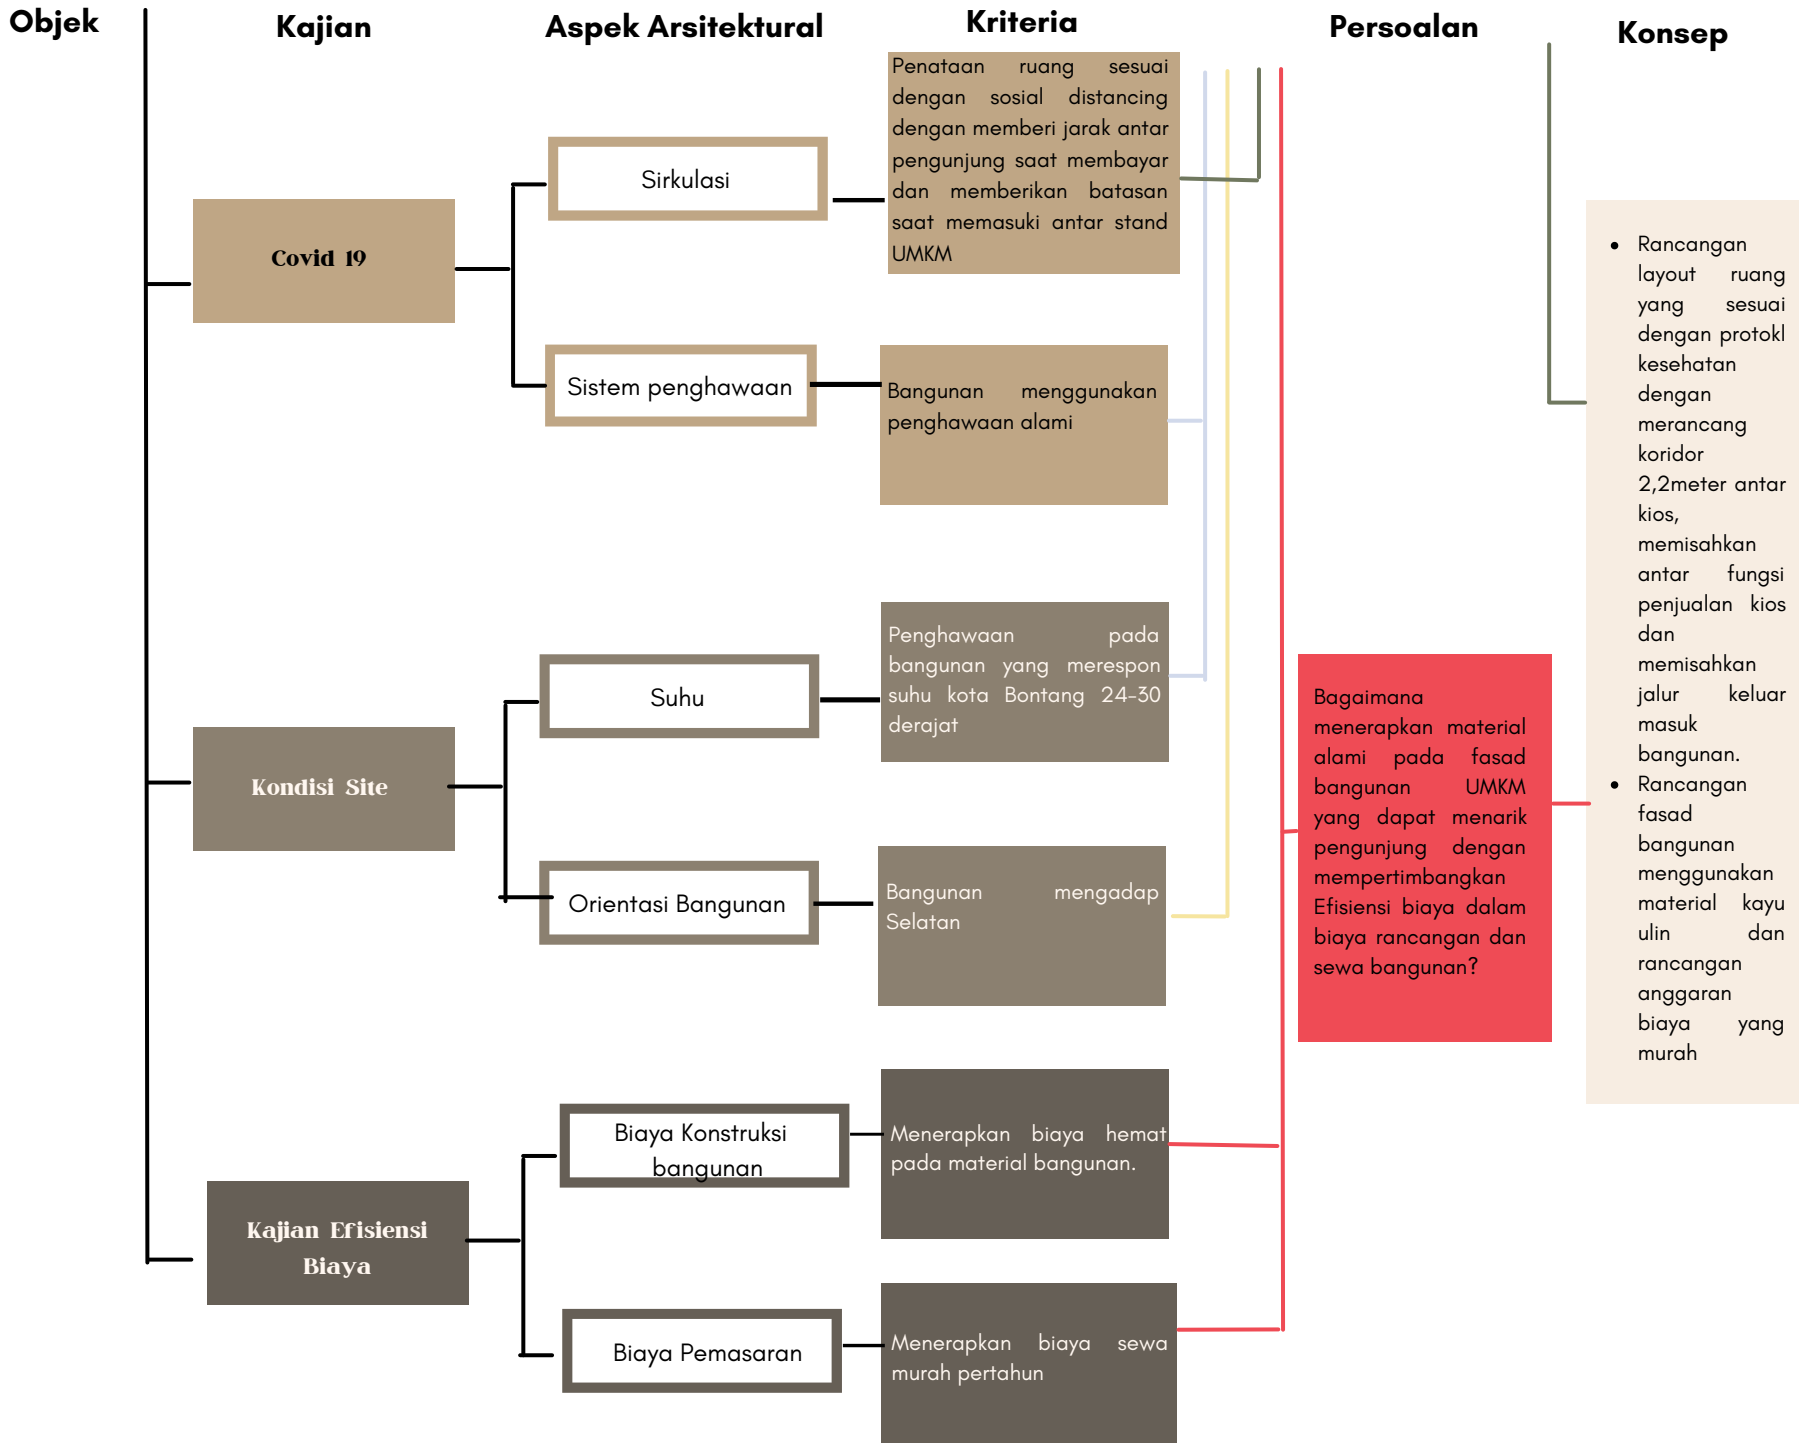 Objek
Kajian
Aspek Arsitektural
Kriteria
Persoalan
Konsep
Covid 19
Sirkulasi
Penataan ruang sesuai
dengan sosial distancing
dengan memberi jarak antar
pengunjung saat membayar
dan memberikan batasan
saat memasuki antar stand
UMKM
Sistem penghawaan
Bangunan menggunakan
penghawaan alami
Kondisi Site
Suhu
Penghawaan pada
bangunan yang merespon
suhu kota Bontang 24-30
derajat
Orientasi Bangunan
Bangunan mengadap
Selatan
Kajian Efisiensi
Biaya
Biaya Konstruksi
bangunan
Menerapkan biaya hemat
pada material bangunan.
Biaya Pemasaran
Menerapkan biaya sewa
murah pertahun
Bagaimana
menerapkan material
alami pada fasad
bangunan UMKM
yang dapat menarik
pengunjung dengan
mempertimbangkan
Efisiensi biaya dalam
biaya rancangan dan
sewa bangunan?
• Rancangan
layout ruang
yang sesuai
dengan protokl
kesehatan
dengan
merancang
koridor
2,2meter antar
kios,
memisahkan
antar fungsi
penjualan kios
dan
memisahkan
jalur keluar
masuk
bangunan.
• Rancangan
fasad
bangunan
menggunakan
material kayu
ulin dan
rancangan
anggaran
biaya yang
murah